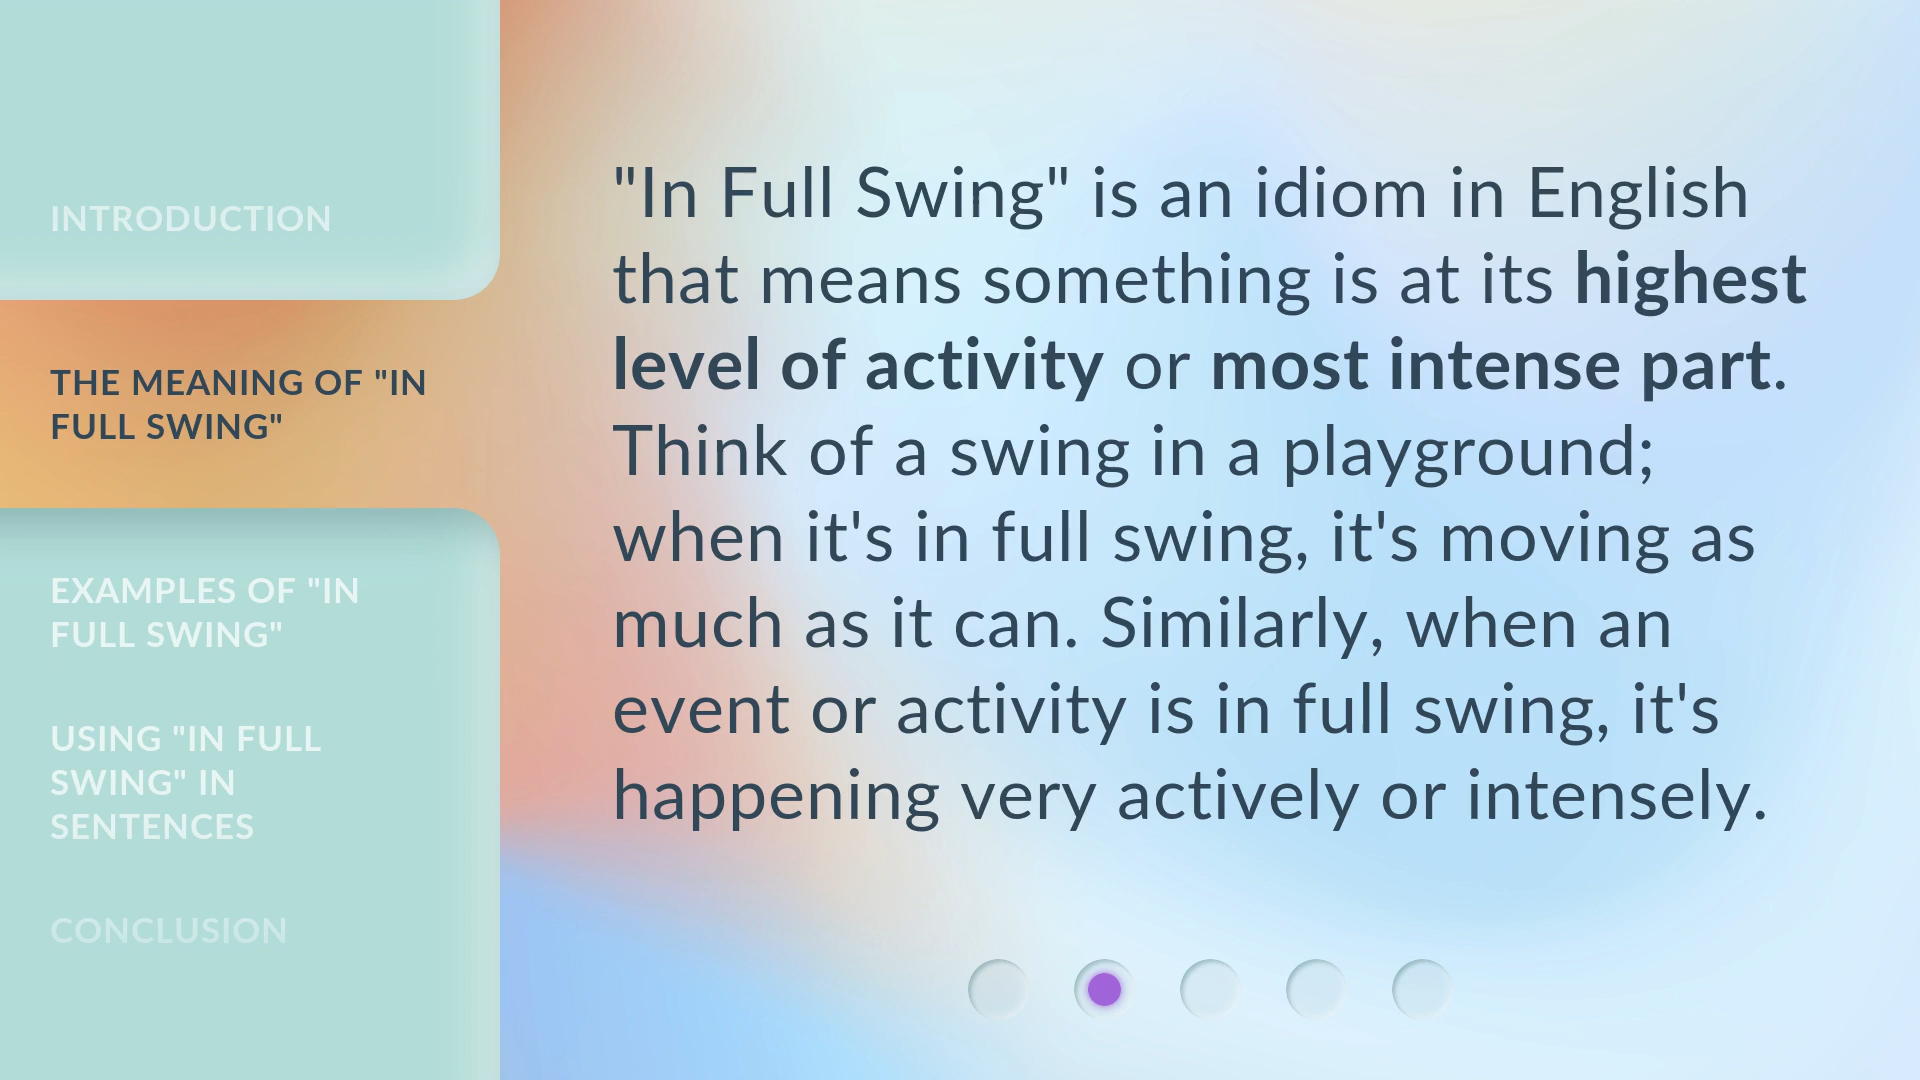 INTRODUCTION
THE MEANING OF "IN
FULL SWING"
EXAMPLES OF "IN
FULL SWING"
USING "IN FULL
SWING" IN
SENTENCES
CONCLUSION
"In Full Swing" is an idiom in English
that means something is at its highest
level of activity or most intense part.
Think of a swing in a playground;
when it's in full swing, it's moving as
much as it can. Similarly, when an
event or activity is in full swing, it's
happening very actively or intensely.